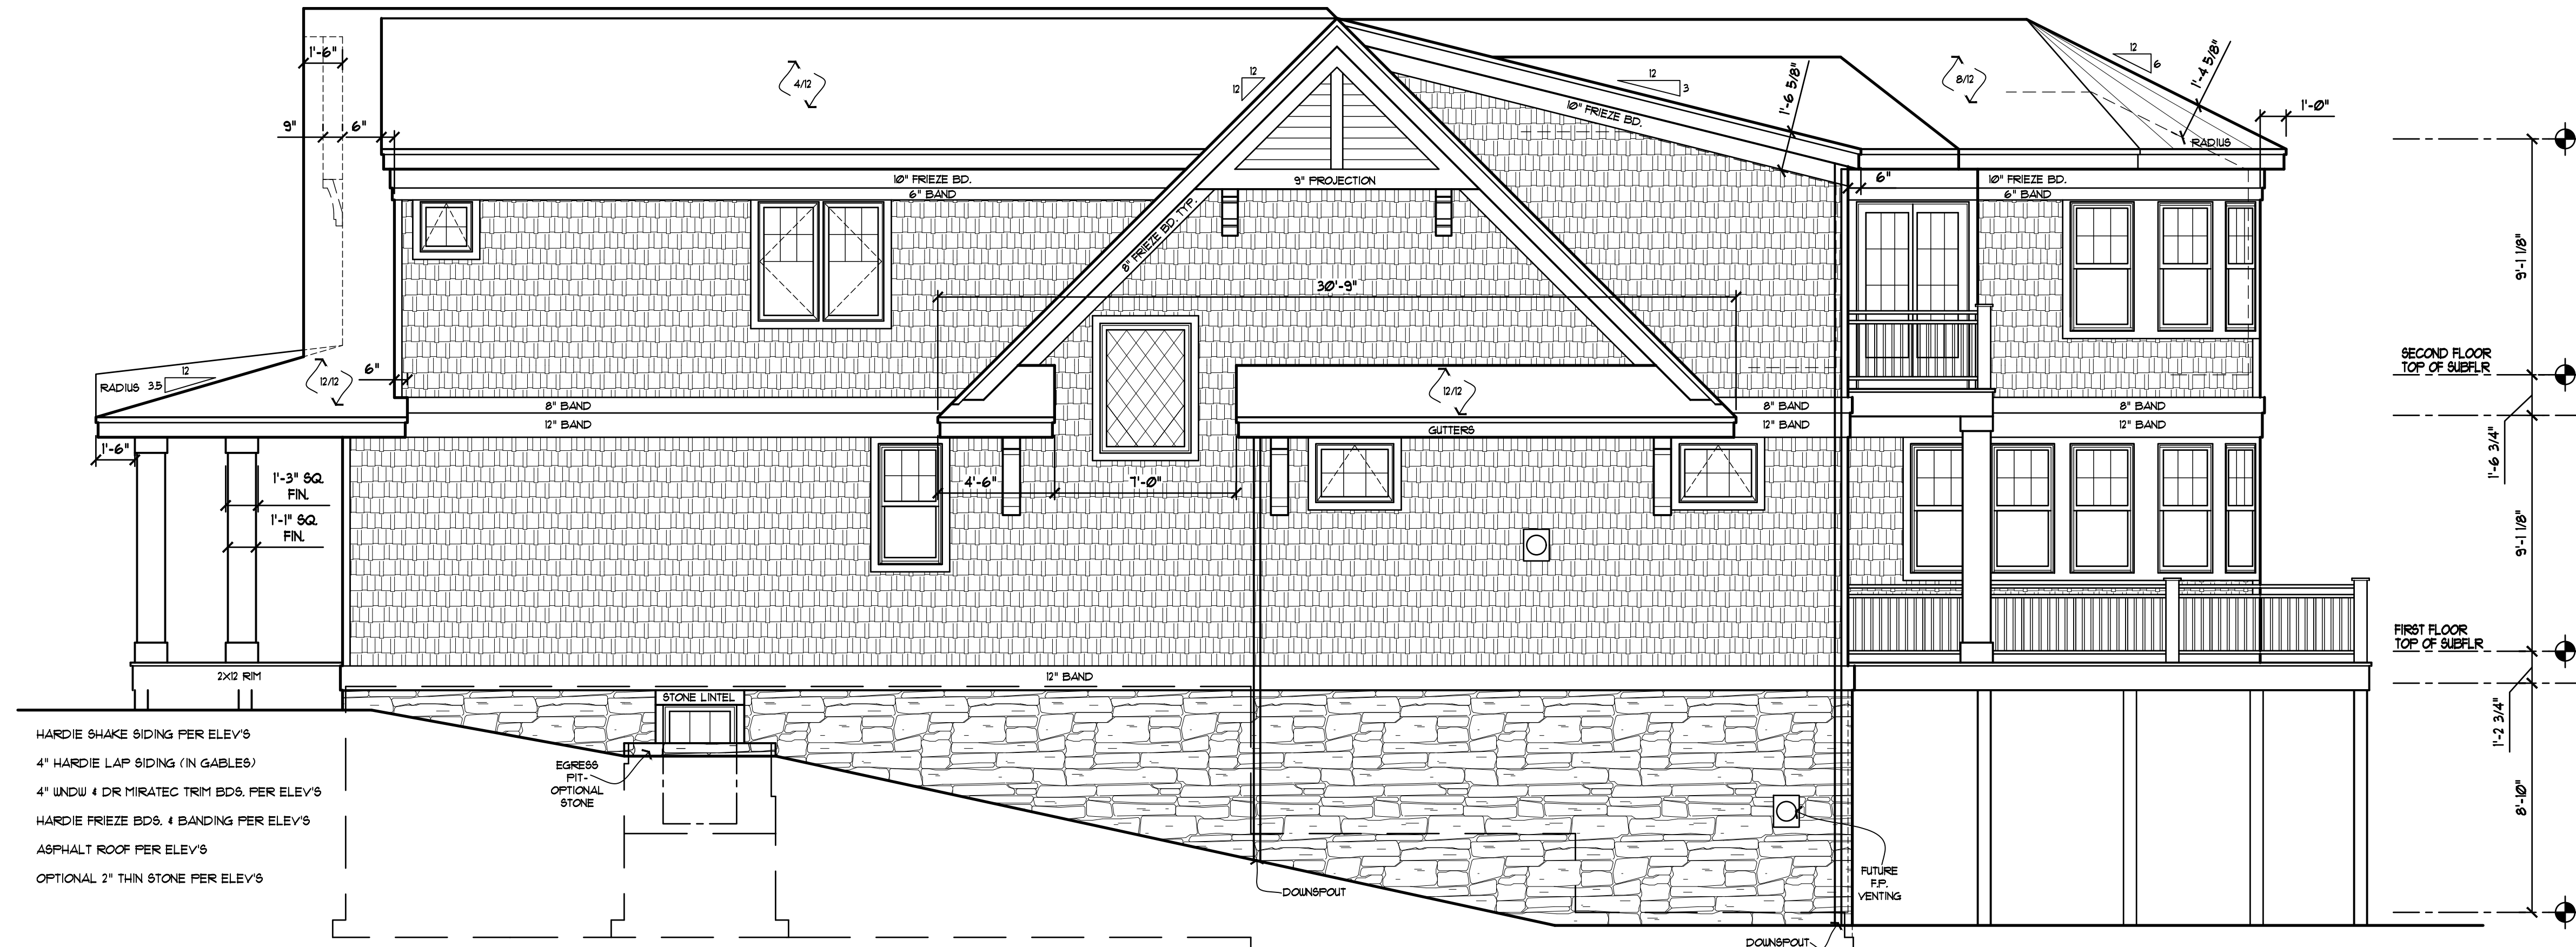 1'-6"
9"
6"
4/12
12
12
12
3
1'-6 5/8"
8/12
12
6
1'-4 5/8"
1'-0"
RADIUS
10" FRIEZE BD.
10" FRIEZE BD.
6" BAND
9" PROJECTION
6"
10" FRIEZE BD.
6" BAND
8" FRIEZE BD. TYP.
30'-9"
9'-1 1/8"
SECOND FLOOR
TOP OF SUBFLR
RADIUS
3.5
12
12/12
6"
12/12
8" BAND
12" BAND
GUTTERS
8" BAND
12" BAND
8" BAND
12" BAND
1'-6 3/4"
1'-6"
1'-3" SQ.
FIN.
1'-1" SQ.
FIN.
4'-6"
7'-0"
9'-1 1/8"
FIRST FLOOR
TOP OF SUBFLR
2X12 RIM
12" BAND
STONE LINTEL
1'-2 3/4"
HARDIE SHAKE SIDING PER ELEV'S
4" HARDIE LAP SIDING (IN GABLES)
4" WNDW & DR MIRATEC TRIM BDS. PER ELEV'S
HARDIE FRIEZE BDS. & BANDING PER ELEV'S
ASPHALT ROOF PER ELEV'S
OPTIONAL 2" THIN STONE PER ELEV'S
EGRESS
PIT-
OPTIONAL
STONE
8'-10"
DOWNSPOUT
FUTURE
F.P.
VENTING
DOWNSPOUT